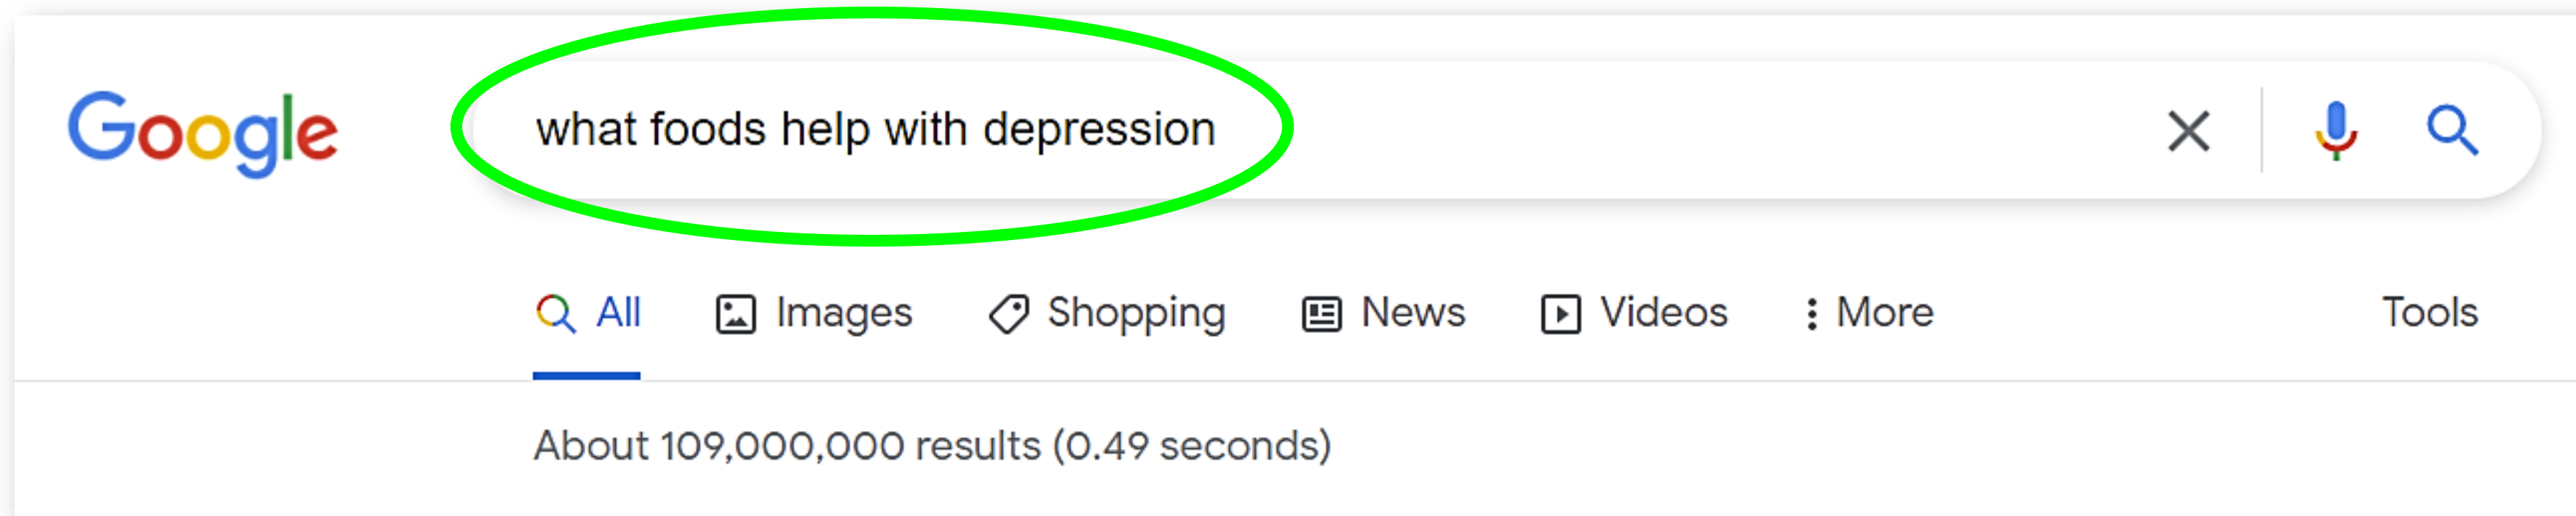 Google what foods help with depression
All Images Shopping News Videos More Tools
About 109,000,000 results (0.49 seconds)